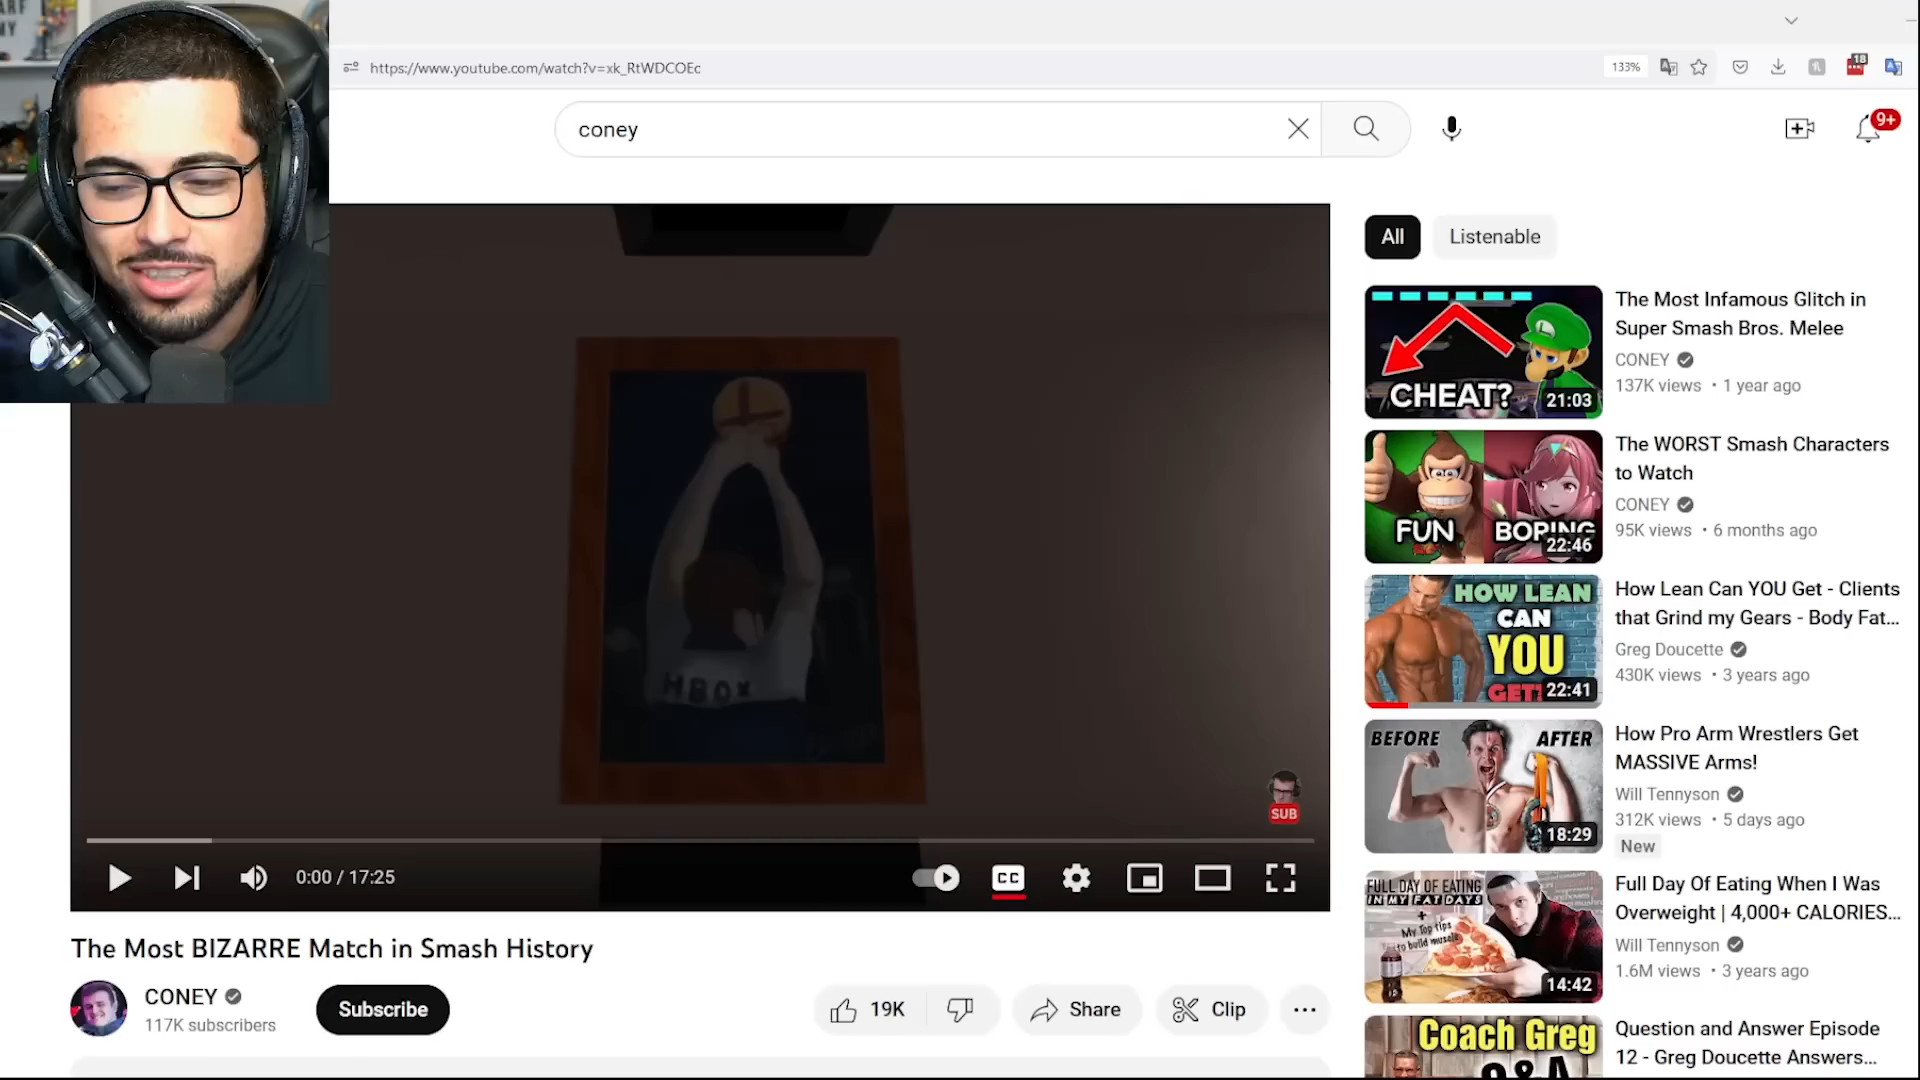 https://www.youtube.com/watch?v=xk_RtWDCOEc
133%
18
coney
9+
HBOX
SUB
0:00 / 17:25
CC
The Most BIZARRE Match in Smash History
CONEY
117K subscribers
Subscribe
19K
Share
Clip
All
Listenable
CHEAT?
21:03
The Most Infamous Glitch in
Super Smash Bros. Melee
CONEY
137K views • 1 year ago
FUN
BORING
22:46
The WORST Smash Characters
to Watch
CONEY
95K views • 6 months ago
HOW LEAN
CAN
YOU
GET
22:41
How Lean Can YOU Get - Clients
that Grind my Gears - Body Fat...
Greg Doucette
430K views • 3 years ago
BEFORE
AFTER
18:29
How Pro Arm Wrestlers Get
MASSIVE Arms!
Will Tennyson
312K views • 5 days ago
New
FULL DAY OF EATING
IN MY FAT DAYS
+
My Top tips
to build muscle
14:42
Full Day Of Eating When I Was
Overweight | 4,000+ CALORIES...
Will Tennyson
1.6M views • 3 years ago
Coach Greg
Q&A
Question and Answer Episode
12 - Greg Doucette Answers...